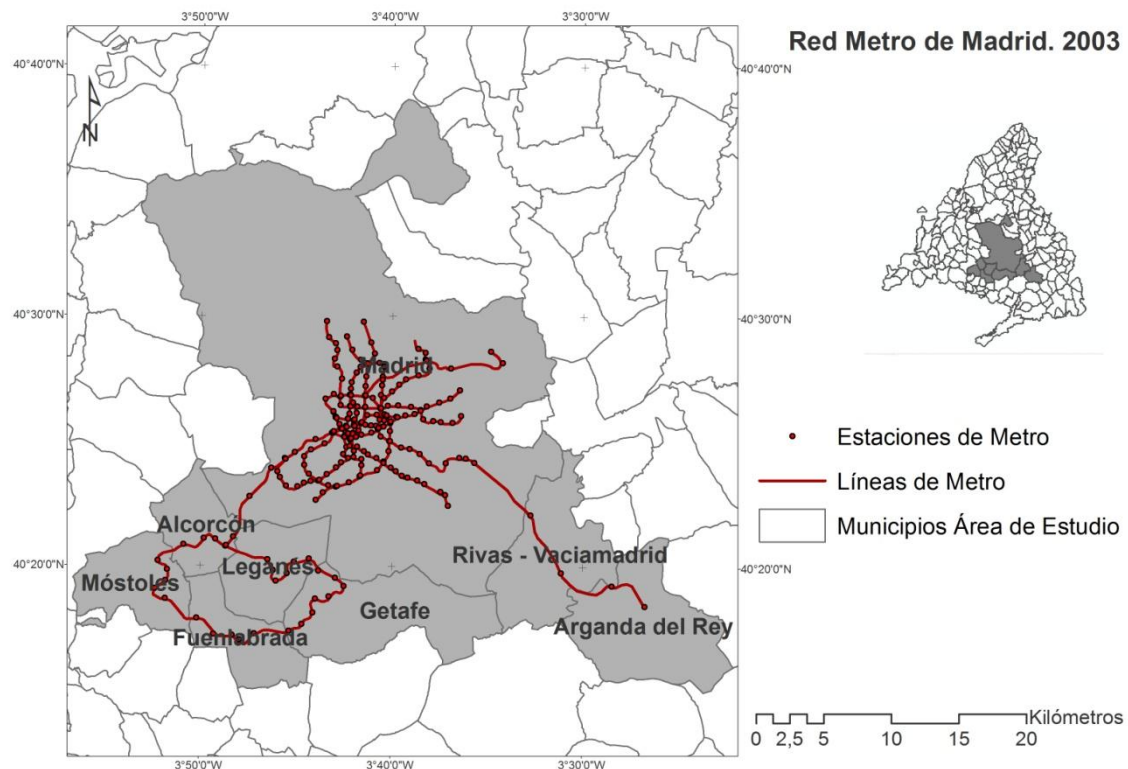 3°50'0"W
3°40'0"W
3°30'0"W
Red Metro de Madrid. 2003
40°40'0"N
40°40'0"N
N
40°30'0"N
40°30'0"N
Madrid
Estaciones de Metro
Líneas de Metro
Municipios Área de Estudio
Alcorcón
Rivas - Vaciamadrid
Leganés
40°20'0"N
40°20'0"N
Móstoles
Getafe
Arganda del Rey
Fuenlabrada
Kilómetros
0 2,5 5 10 15 20
3°50'0"W
3°40'0"W
3°30'0"W